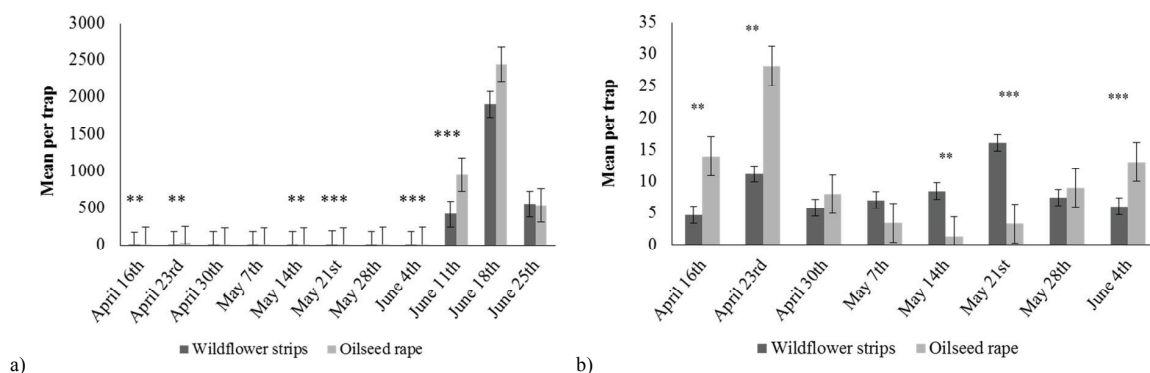 3000
2500
2000
1500
1000
500
0
Mean per trap
** ** ** *** *** ***
April 16th
April 23rd
April 30th
May 7th
May 14th
May 21st
May 28th
June 4th
June 11th
June 18th
June 25th
Wildflower strips Oilseed rape
a)
35
30
25
20
15
10
5
0
Mean per trap
** ** ** *** ***
April 16th
April 23rd
April 30th
May 7th
May 14th
May 21st
May 28th
June 4th
Wildflower strips Oilseed rape
b)